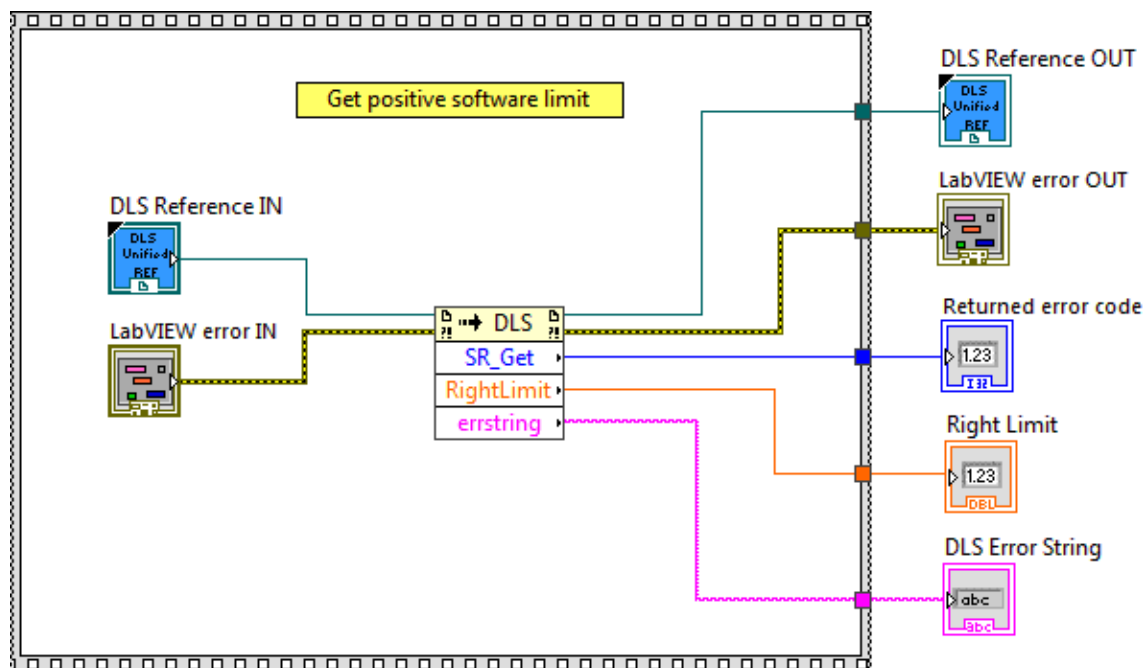 DLS Reference OUT
DLS
Unified
REF
Get positive software limit
LabVIEW error OUT
DLS Reference IN
DLS
Unified
REF
LabVIEW error IN
DLS
SR_Get
RightLimit
errstring
Returned error code
1.23
I32
Right Limit
1.23
DBL
DLS Error String
abc
abc